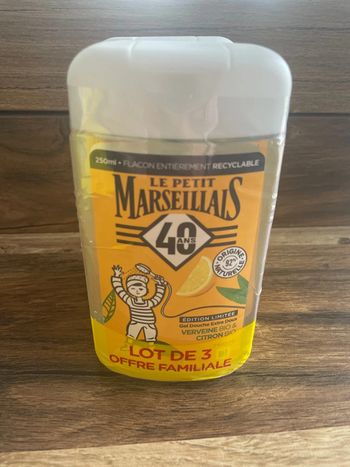 250ml • FLACON ENTIÈREMENT RECYCLABLE
LE PETIT
MARSEILLAIS
40
ANS
ORIGINE
92%
NATURELLE
ÉDITION LIMITÉE
Gel Douche Extra Doux
VERVEINE BIO &
CITRON BIO
LOT DE 3
OFFRE FAMILIALE